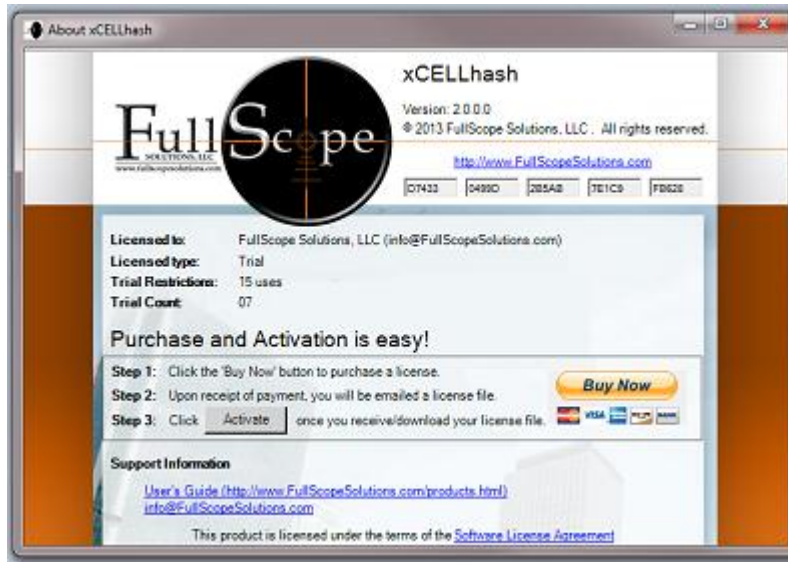 About xCELLhash
xCELLhash
Version: 2.0.0.0
© 2013 FullScope Solutions, LLC . All rights reserved.
FullScope
SOLUTIONS, LLC
www.fullscopesolutions.com
http://www.FullScopeSolutions.com
D7433 0499D 2B5AB 7E1C9 FB628
Licensed to: FullScope Solutions, LLC (info@FullScopeSolutions.com)
Licensed type: Trial
Trial Restrictions: 15 uses
Trial Count: 07
Purchase and Activation is easy!
Step 1: Click the 'Buy Now' button to purchase a license.
Step 2: Upon receipt of payment, you will be emailed a license file.
Step 3: Click Activate once you receive/download your license file.
Buy Now
VISA
Support Information
User's Guide (http://www.FullScopeSolutions.com/products.html)
info@FullScopeSolutions.com
This product is licensed under the terms of the Software License Agreement